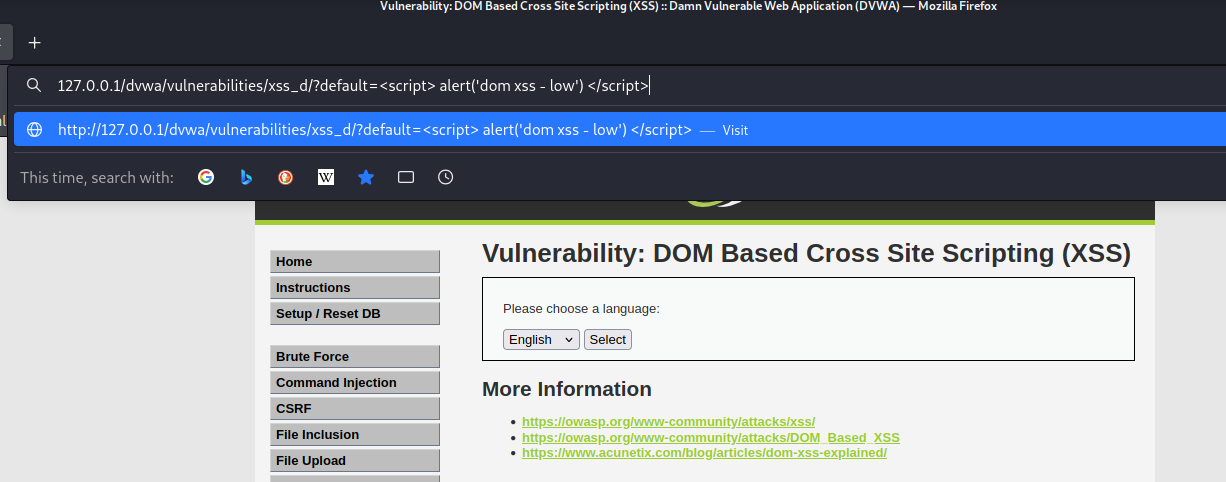 Vulnerability: DOM Based Cross Site Scripting (XSS) :: Damn Vulnerable Web Application (DVWA) — Mozilla Firefox
127.0.0.1/dvwa/vulnerabilities/xss_d/?default=<script> alert('dom xss - low') </script>
http://127.0.0.1/dvwa/vulnerabilities/xss_d/?default=<script> alert('dom xss - low') </script> — Visit
This time, search with:
Vulnerability: DOM Based Cross Site Scripting (XSS)
Home
Instructions
Setup / Reset DB
Brute Force
Command Injection
CSRF
File Inclusion
File Upload
Please choose a language:
English Select
More Information
https://owasp.org/www-community/attacks/xss/
https://owasp.org/www-community/attacks/DOM_Based_XSS
https://www.acunetix.com/blog/articles/dom-xss-explained/